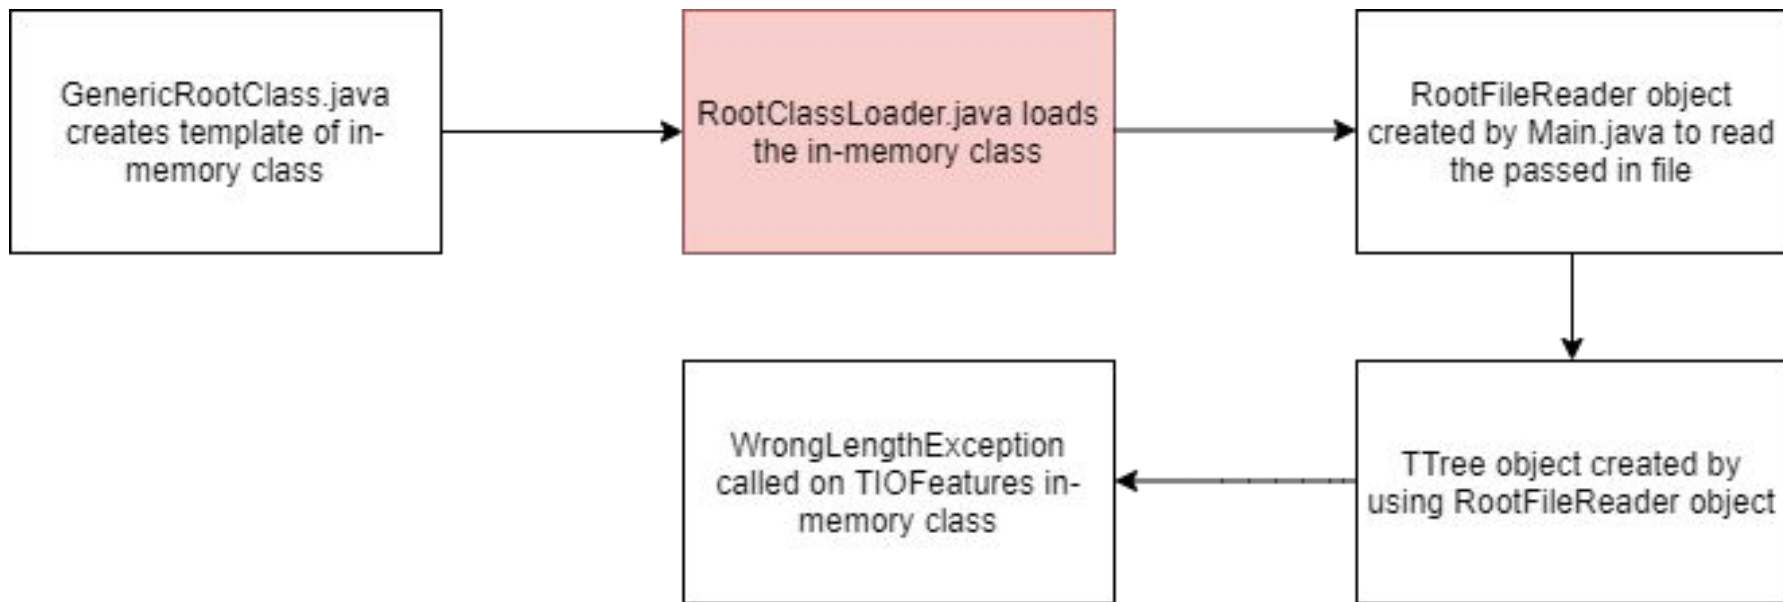 GenericRootClass.java
creates template of in-
memory class
RootClassLoader.java loads
the in-memory class
RootFileReader object
created by Main.java to read
the passed in file
TTree object created by
using RootFileReader object
WrongLengthException
called on TIOFeatures in-
memory class